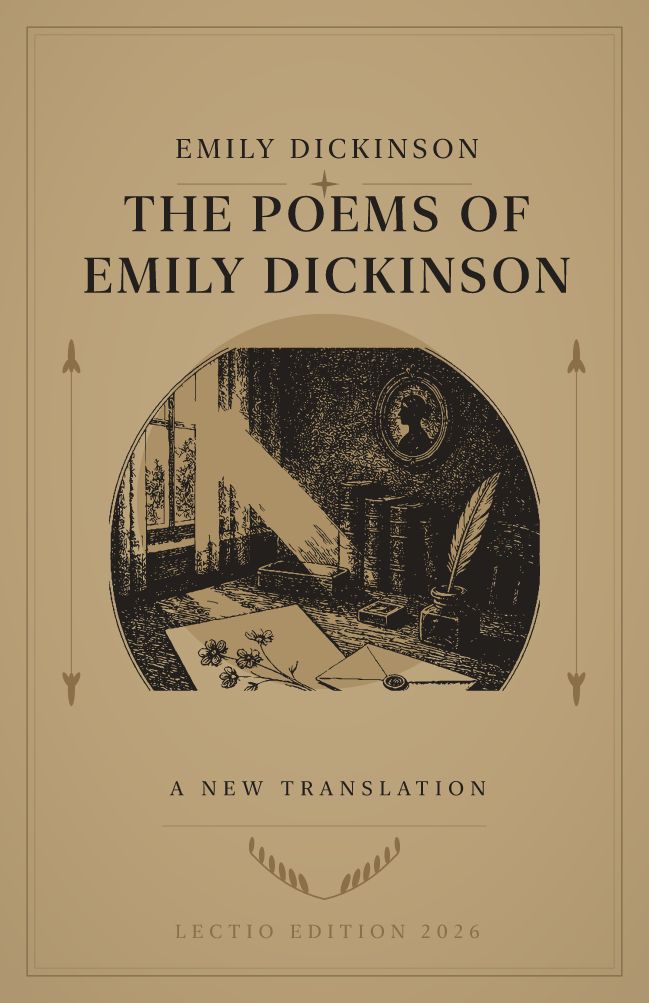 EMILY DICKINSON
THE POEMS OF
EMILY DICKINSON
A NEW TRANSLATION
LECTIO EDITION 2026